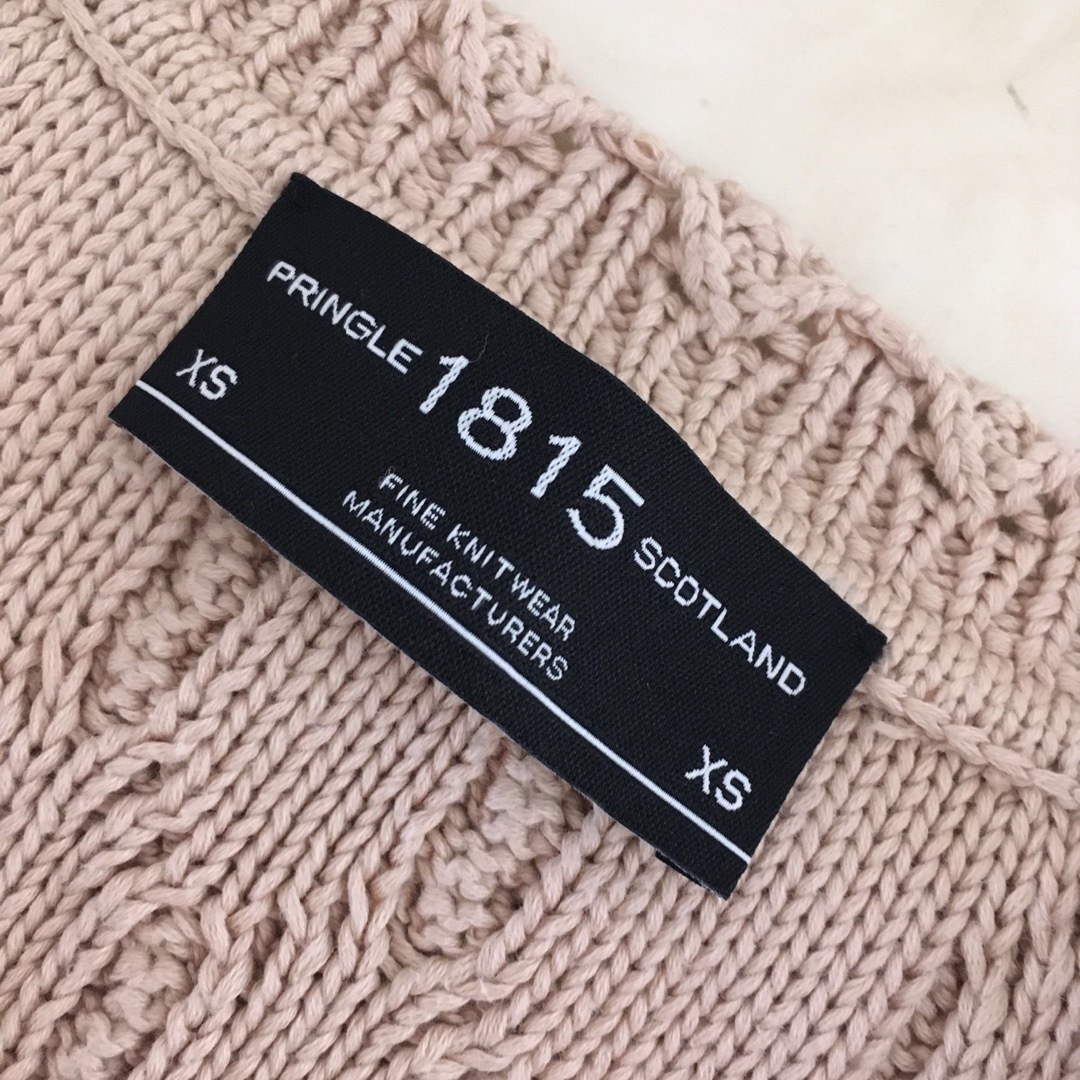 PRINGLE 1815 SCOTLAND
XS
FINE KNITWEAR
MANUFACTURERS
XS